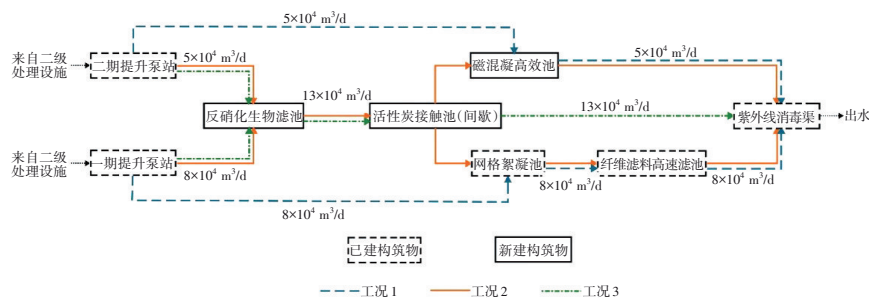 5×10⁴ m³/d
来自二级
处理设施
二期提升泵站
5×10⁴ m³/d
磁混凝高效池
5×10⁴ m³/d
反硝化生物滤池
13×10⁴ m³/d
活性炭接触池(间歇)
13×10⁴ m³/d
紫外线消毒渠
出水
来自二级
处理设施
一期提升泵站
8×10⁴ m³/d
网格絮凝池
8×10⁴ m³/d
纤维滤料高速滤池
8×10⁴ m³/d
8×10⁴ m³/d
已建构筑物
新建构筑物
工况1
工况2
工况3